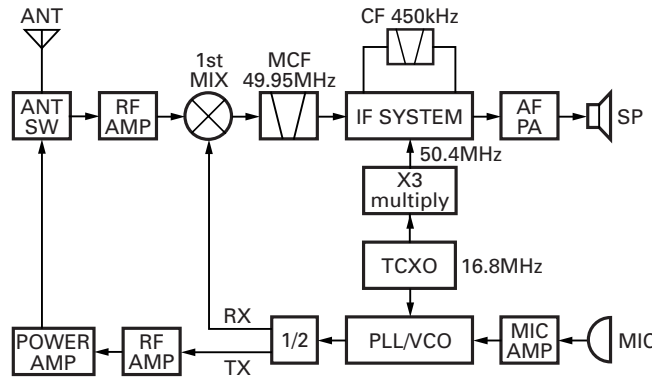 ANT
1st
MIX
MCF
49.95MHz
CF 450kHz
ANT
SW
RF
AMP
IF SYSTEM
AF
PA
SP
50.4MHz
X3
multiply
TCXO
16.8MHz
RX
TX
POWER
AMP
RF
AMP
1/2
PLL/VCO
MIC
AMP
MIC